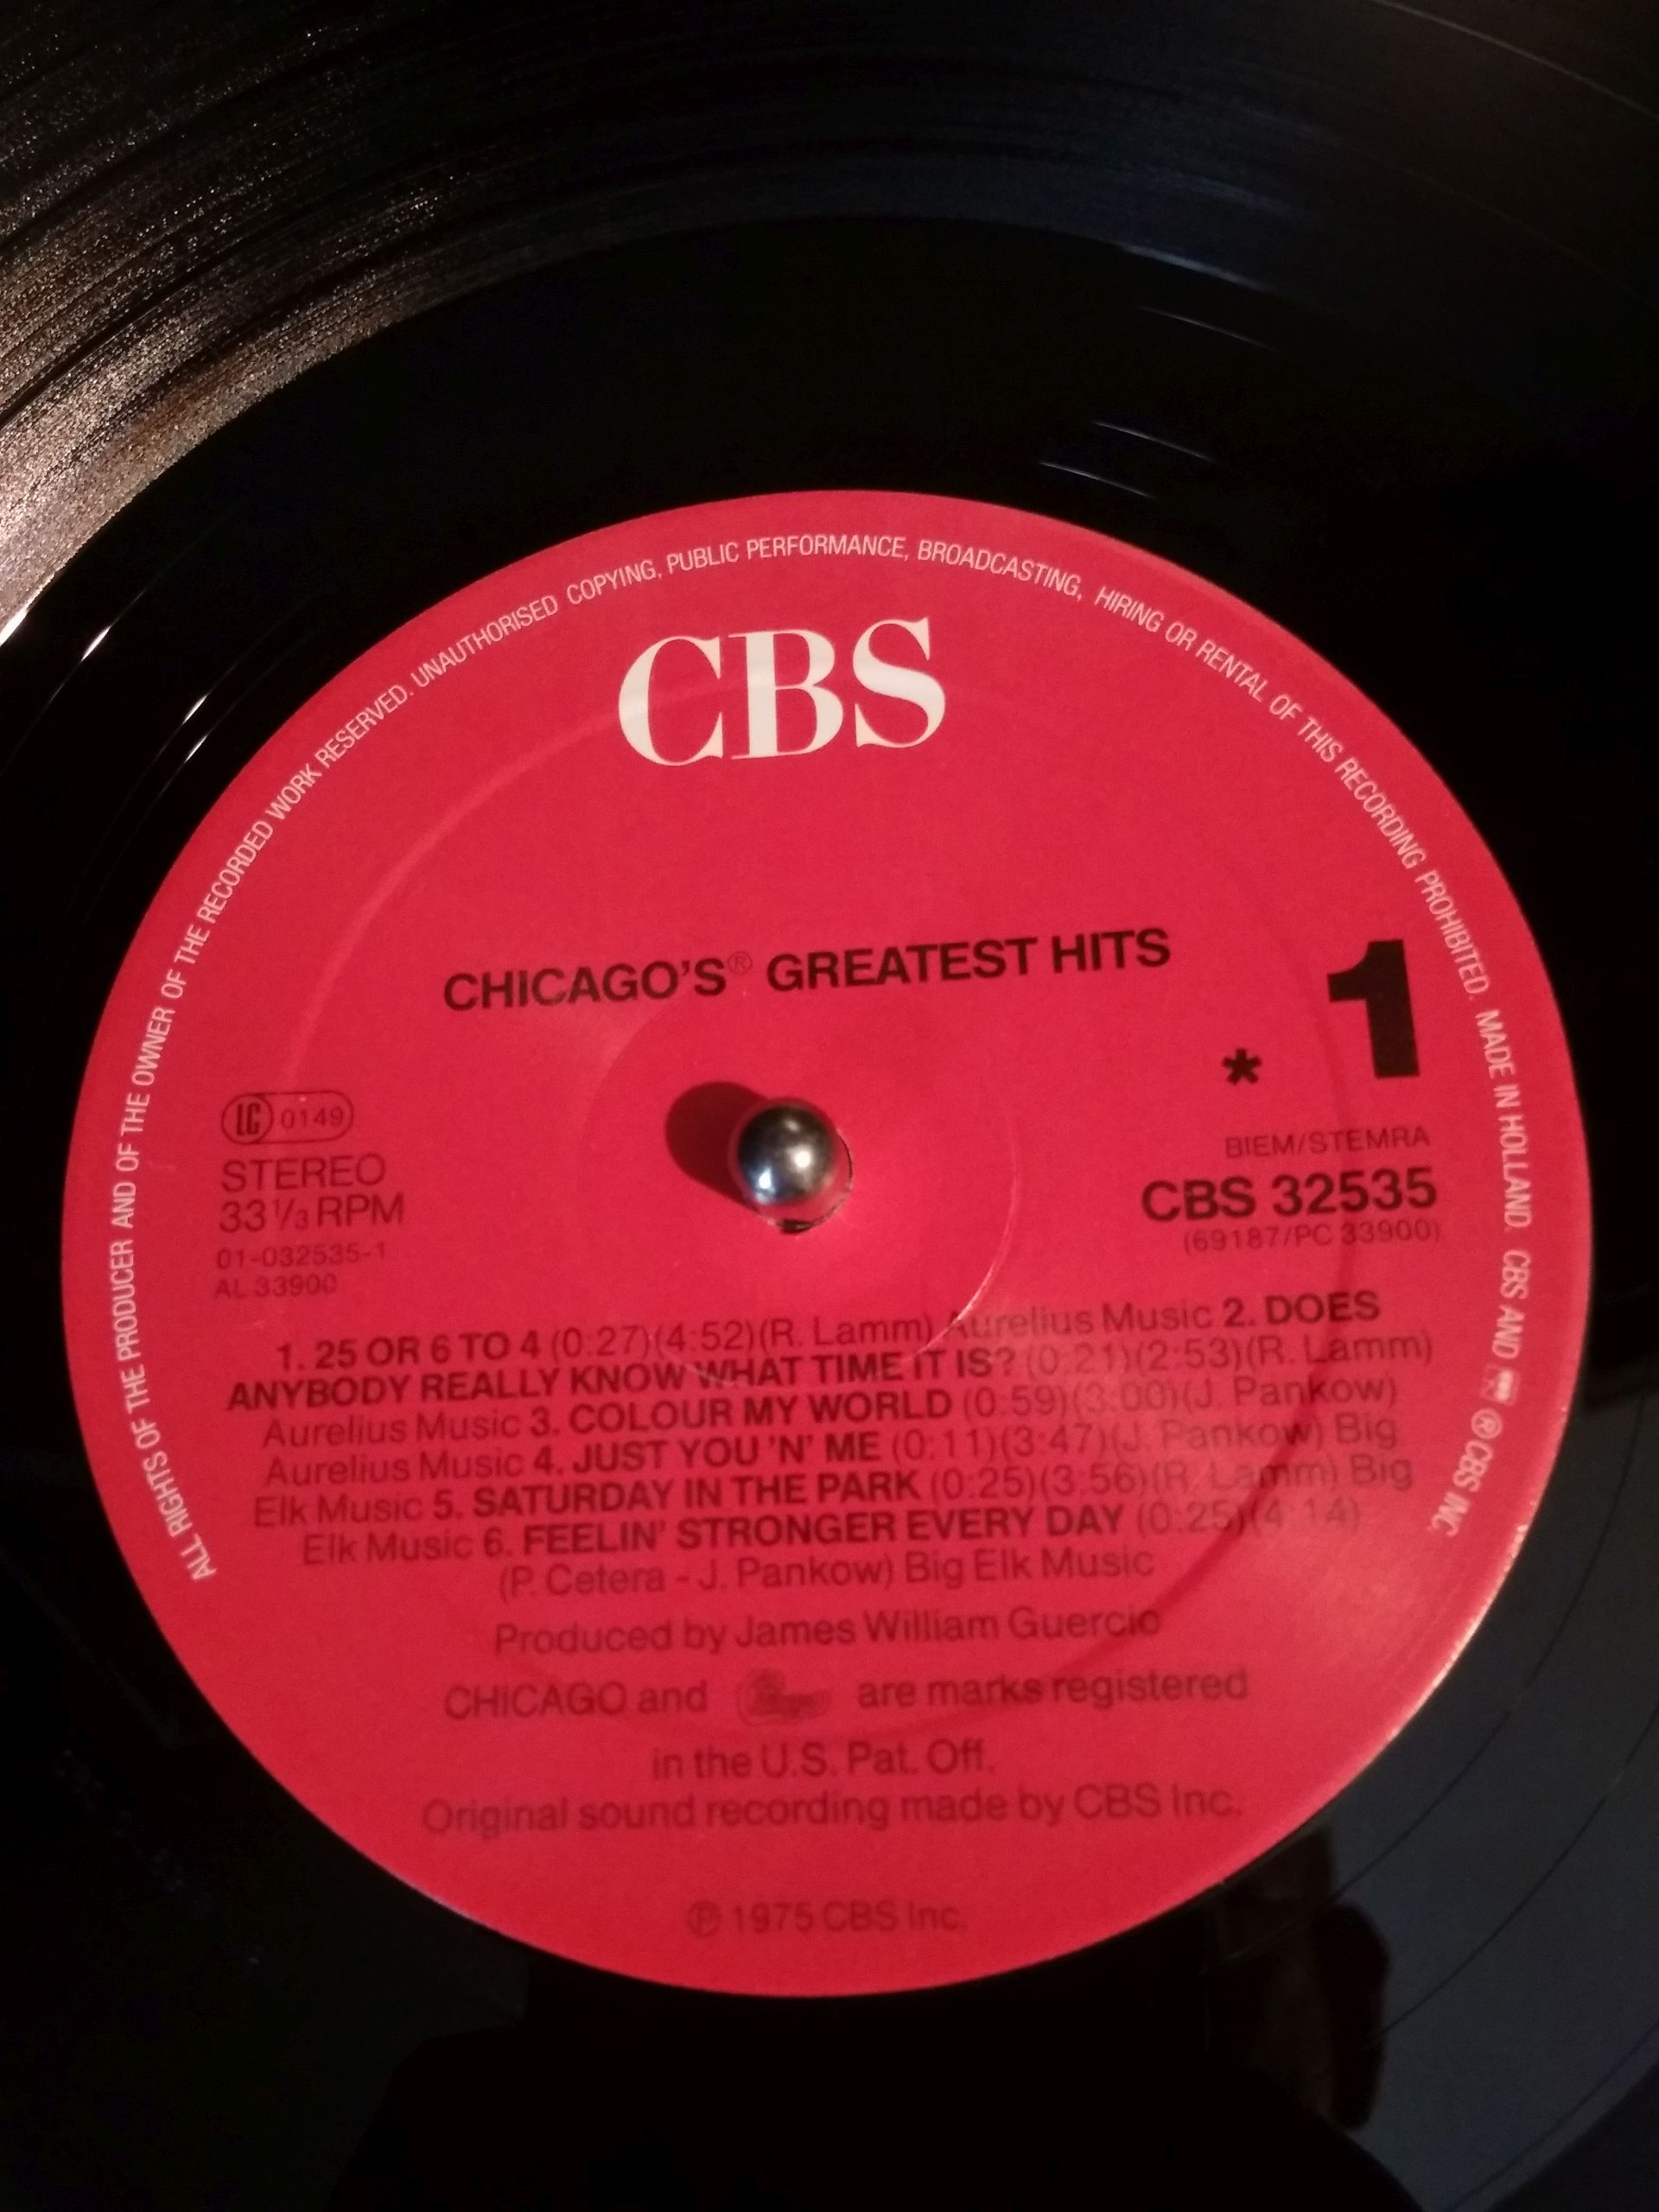 ALL RIGHTS OF THE PRODUCER AND OF THE OWNER OF THE RECORDED WORK RESERVED. UNAUTHORISED COPYING, PUBLIC PERFORMANCE, BROADCASTING, HIRING OR RENTAL OF THIS RECORDING PROHIBITED. MADE IN HOLLAND. CBS AND ® CBS INC.
CBS
CHICAGO'S® GREATEST HITS
1
*
LC 0149
STEREO
33 1/3 RPM
01-032535-1
AL 33900
BIEM/STEMRA
CBS 32535
(69187/PC 33900)
1. 25 OR 6 TO 4 (0:27)(4:52)(R. Lamm) Aurelius Music 2. DOES
ANYBODY REALLY KNOW WHAT TIME IT IS? (0:21)(2:53)(R. Lamm)
Aurelius Music 3. COLOUR MY WORLD (0:59)(3:00)(J. Pankow)
Aurelius Music 4. JUST YOU 'N' ME (0:11)(3:47)(J. Pankow) Big
Elk Music 5. SATURDAY IN THE PARK (0:25)(3:56)(R. Lamm) Big
Elk Music 6. FEELIN' STRONGER EVERY DAY (0:25)(4:14)
(P. Cetera - J. Pankow) Big Elk Music
Produced by James William Guercio
CHICAGO and are marks registered
in the U.S. Pat. Off.
Original sound recording made by CBS Inc.
℗ 1975 CBS Inc.